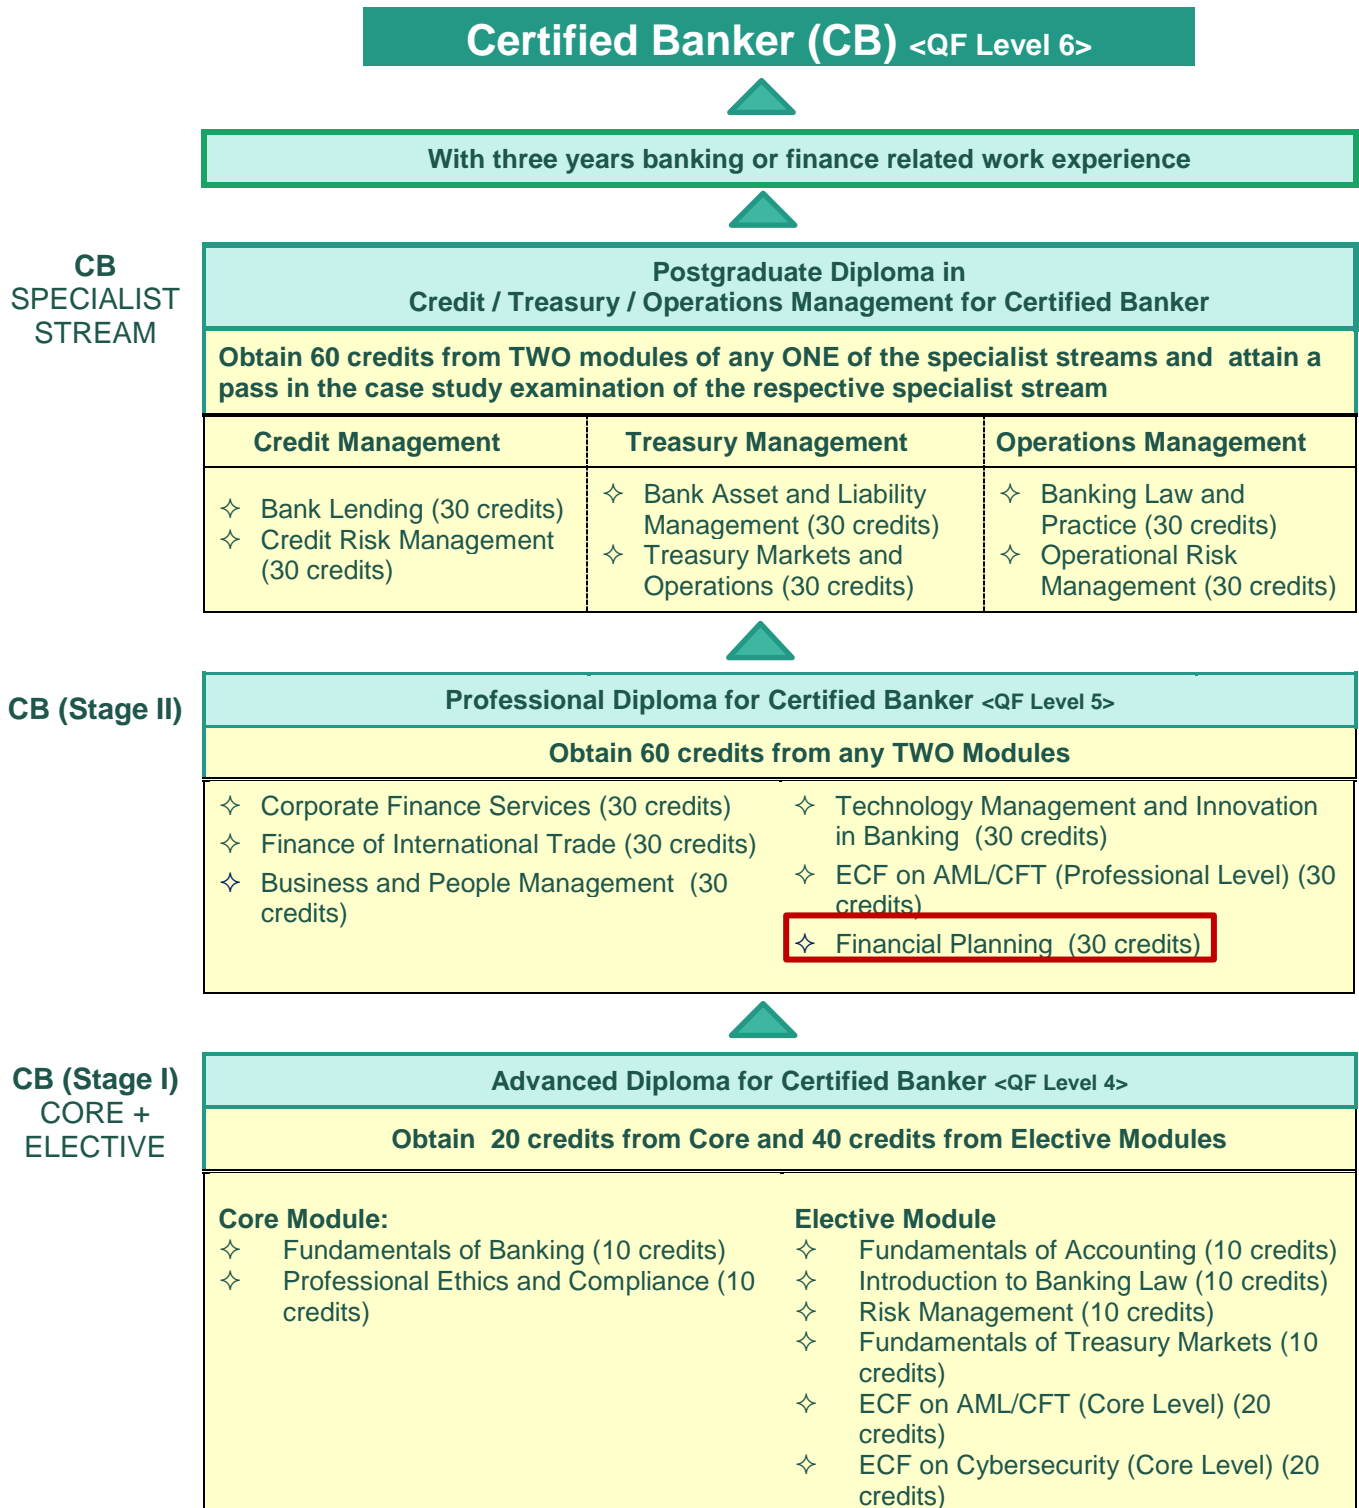 Certified Banker (CB) <QF Level 6>
With three years banking or finance related work experience
CB
SPECIALIST
STREAM
Postgraduate Diploma in
Credit / Treasury / Operations Management for Certified Banker
Obtain 60 credits from TWO modules of any ONE of the specialist streams and attain a
pass in the case study examination of the respective specialist stream
Credit Management
✧ Bank Lending (30 credits)
✧ Credit Risk Management
(30 credits)
Treasury Management
✧ Bank Asset and Liability
Management (30 credits)
✧ Treasury Markets and
Operations (30 credits)
Operations Management
✧ Banking Law and
Practice (30 credits)
✧ Operational Risk
Management (30 credits)
CB (Stage II)
Professional Diploma for Certified Banker <QF Level 5>
Obtain 60 credits from any TWO Modules
✧ Corporate Finance Services (30 credits)
✧ Finance of International Trade (30 credits)
✧ Business and People Management (30
credits)
✧ Technology Management and Innovation
in Banking (30 credits)
✧ ECF on AML/CFT (Professional Level) (30
credits)
✧ Financial Planning (30 credits)
CB (Stage I)
CORE +
ELECTIVE
Advanced Diploma for Certified Banker <QF Level 4>
Obtain 20 credits from Core and 40 credits from Elective Modules
Core Module:
✧ Fundamentals of Banking (10 credits)
✧ Professional Ethics and Compliance (10
credits)
Elective Module
✧ Fundamentals of Accounting (10 credits)
✧ Introduction to Banking Law (10 credits)
✧ Risk Management (10 credits)
✧ Fundamentals of Treasury Markets (10
credits)
✧ ECF on AML/CFT (Core Level) (20
credits)
✧ ECF on Cybersecurity (Core Level) (20
credits)